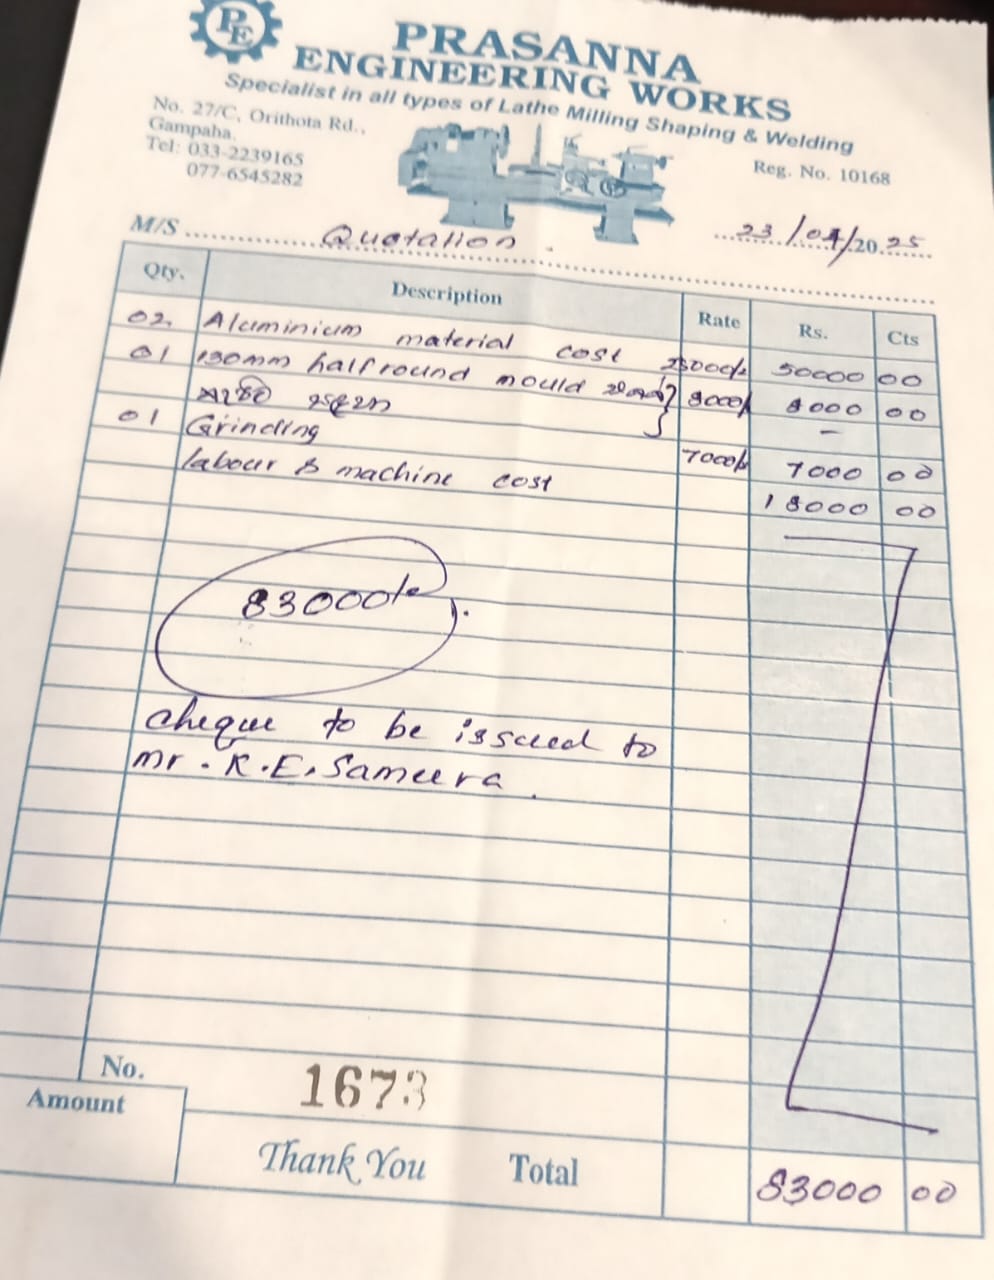 PE
PRASANNA
ENGINEERING WORKS
Specialist in all types of Lathe Milling Shaping & Welding
No. 27/C, Orithota Rd.,
Gampaha.
Tel: 033-2239165
077-6545282
Reg. No. 10168
M/S Quotation. 23/04/2025
Qty. Description Rate Rs. Cts
02 Aluminium material cost 25000/= 50000 00
01 130mm half round mould 8000/= 8000 00
-
01 Grinding 7000/= 7000 00
labour & machine cost 18000 00
83000/=
cheque to be issued to
mr. R.E. Sameera.
No. 1673
Amount
Thank You Total 83000 00